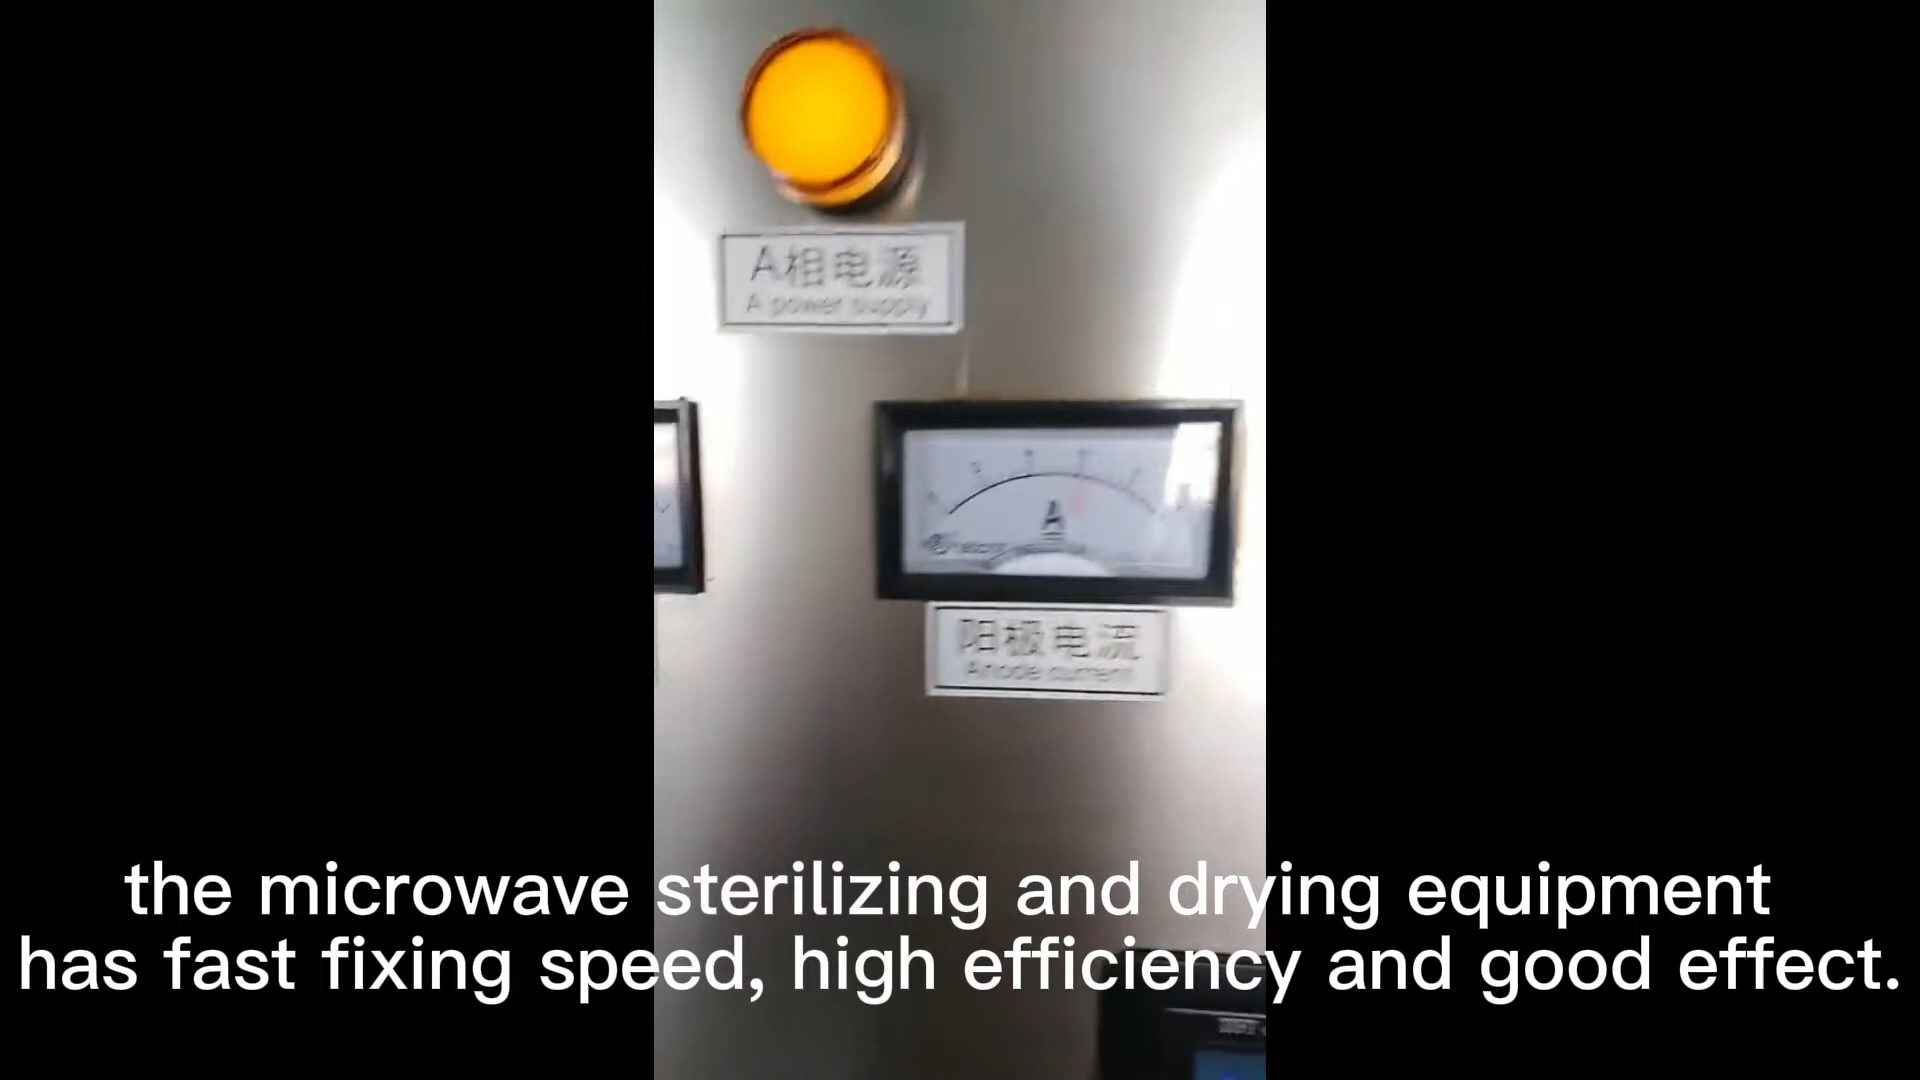 A相电源
A power supply
A
阳极电流
Anode current
the microwave sterilizing and drying equipment
has fast fixing speed, high efficiency and good effect.